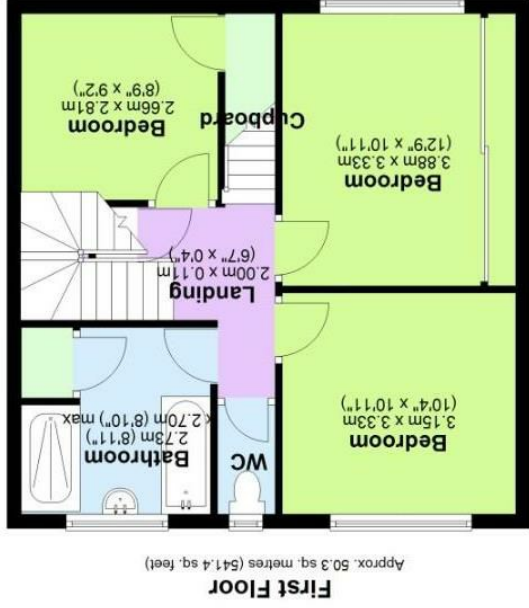 First Floor
Approx. 50.3 sq. metres (541.4 sq. feet)
Bedroom
3.15m x 3.33m
(10'4" x 10'11")
WC
Bathroom
2.73m (8'11")
x 2.70m (8'10") max
Landing
2.00m x 0.11m
(6'7" x 0'4")
Bedroom
3.88m x 3.33m
(12'9" x 10'11")
Cupboard
Bedroom
2.66m x 2.81m
(8'9" x 9'2")